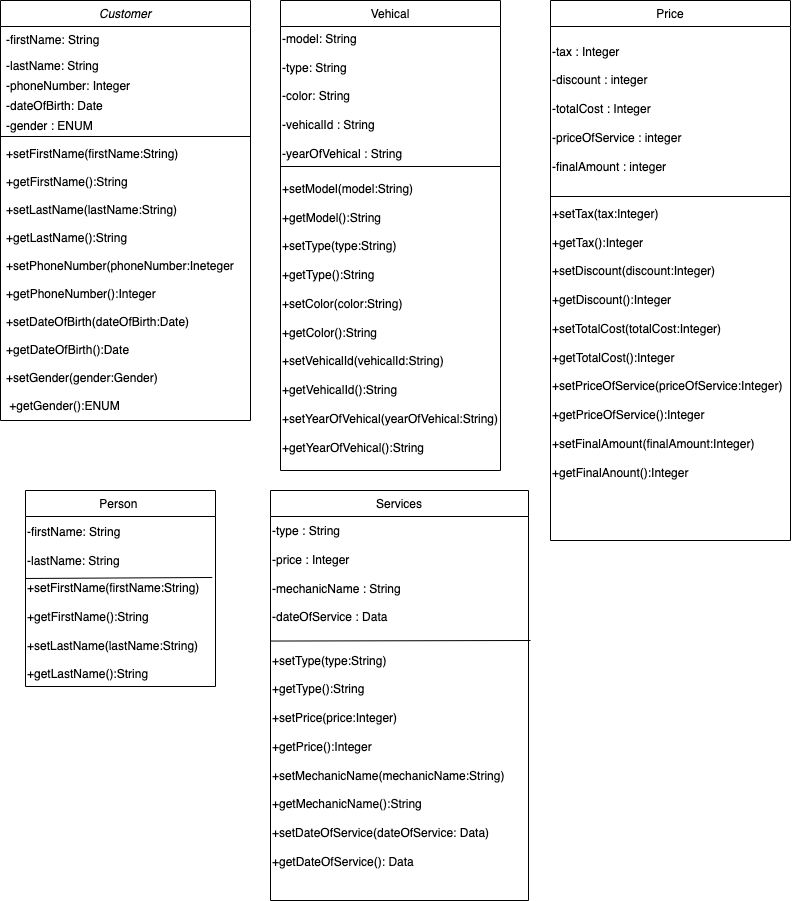 Customer
-firstName: String
-lastName: String
-phoneNumber: Integer
-dateOfBirth: Date
-gender : ENUM
+setFirstName(firstName:String)
+getFirstName():String
+setLastName(lastName:String)
+getLastName():String
+setPhoneNumber(phoneNumber:Ineteger
+getPhoneNumber():Integer
+setDateOfBirth(dateOfBirth:Date)
+getDateOfBirth():Date
+setGender(gender:Gender)
+getGender():ENUM
Vehical
-model: String
-type: String
-color: String
-vehicalId : String
-yearOfVehical : String
+setModel(model:String)
+getModel():String
+setType(type:String)
+getType():String
+setColor(color:String)
+getColor():String
+setVehicalId(vehicalId:String)
+getVehicalId():String
+setYearOfVehical(yearOfVehical:String)
+getYearOfVehical():String
Price
-tax : Integer
-discount : integer
-totalCost : Integer
-priceOfService : integer
-finalAmount : integer
+setTax(tax:Integer)
+getTax():Integer
+setDiscount(discount:Integer)
+getDiscount():Integer
+setTotalCost(totalCost:Integer)
+getTotalCost():Integer
+setPriceOfService(priceOfService:Integer)
+getPriceOfService():Integer
+setFinalAmount(finalAmount:Integer)
+getFinalAnount():Integer
Person
-firstName: String
-lastName: String
+setFirstName(firstName:String)
+getFirstName():String
+setLastName(lastName:String)
+getLastName():String
Services
-type : String
-price : Integer
-mechanicName : String
-dateOfService : Data
+setType(type:String)
+getType():String
+setPrice(price:Integer)
+getPrice():Integer
+setMechanicName(mechanicName:String)
+getMechanicName():String
+setDateOfService(dateOfService: Data)
+getDateOfService(): Data